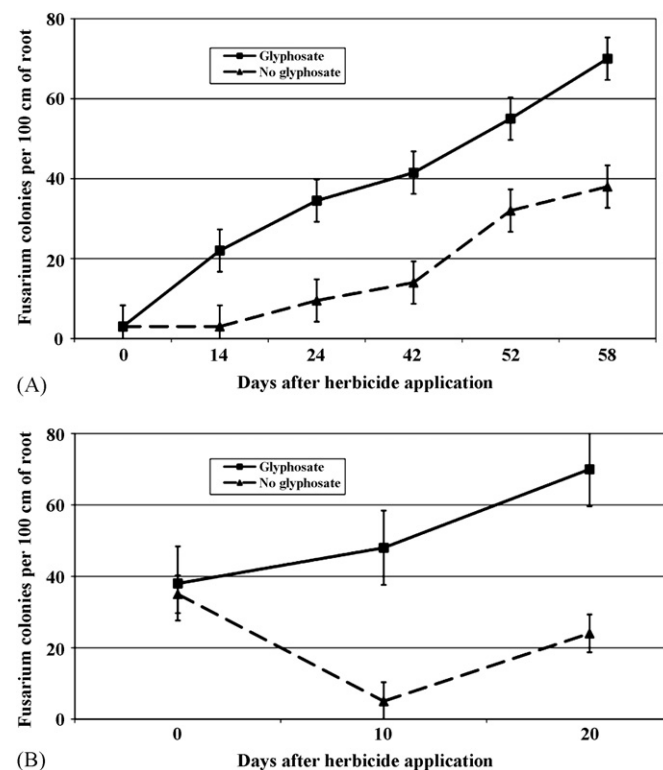 80
60
40
20
0
Fusarium colonies per 100 cm of root
Glyphosate
No glyphosate
0 14 24 42 52 58
Days after herbicide application
(A)
80
60
40
20
0
Fusarium colonies per 100 cm of root
Glyphosate
No glyphosate
0 10 20
Days after herbicide application
(B)